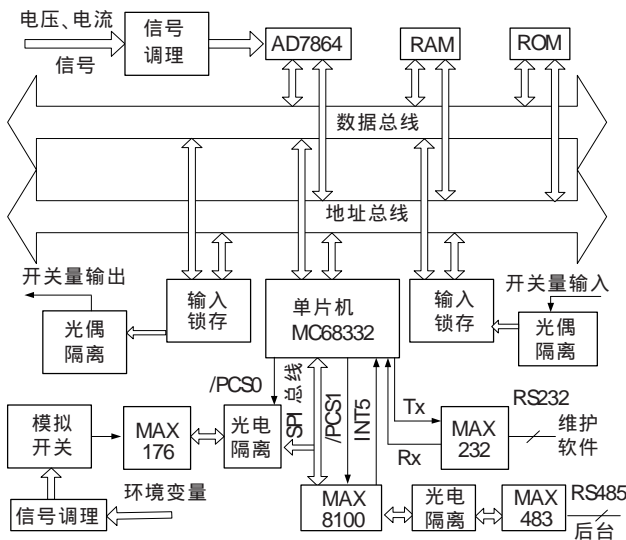 电压、电流
信号
信号
调理
AD7864
RAM
ROM
数据总线
地址总线
开关量输出
光偶
隔离
输入
锁存
单片机
MC68332
输入
锁存
开关量输入
光偶
隔离
/PCS0
SPI 总线
/PCS1
INT5
Tx
Rx
RS232
MAX
232
维护
软件
模拟
开关
MAX
176
光电
隔离
信号调理
环境变量
MAX
8100
光电
隔离
MAX
483
RS485
后台